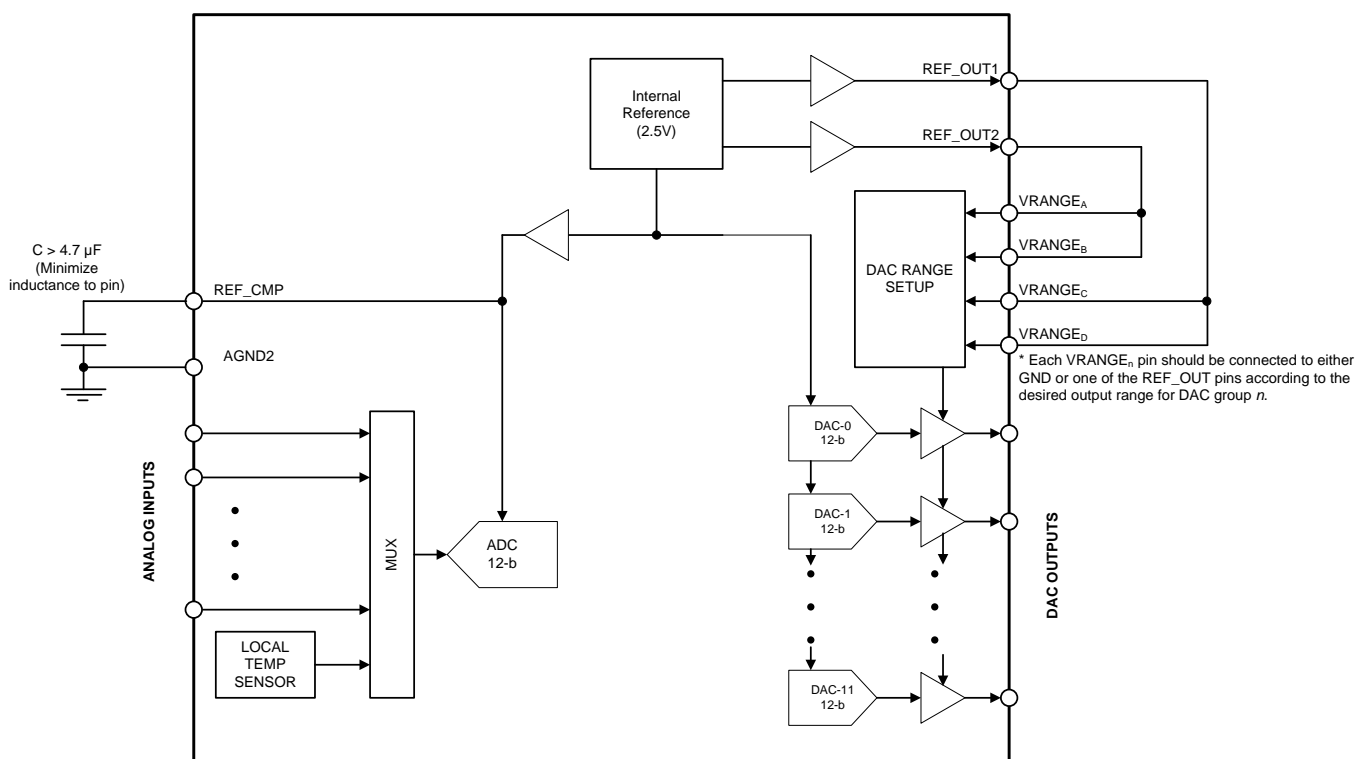 REF_OUT1
Internal
Reference
(2.5V)
REF_OUT2
VRANGEA
VRANGEB
VRANGEC
VRANGED
DAC RANGE
SETUP
* Each VRANGEn pin should be connected to either
GND or one of the REF_OUT pins according to the
desired output range for DAC group n.
C > 4.7 µF
(Minimize
inductance to pin)
REF_CMP
AGND2
ANALOG INPUTS
MUX
ADC
12-b
LOCAL
TEMP
SENSOR
DAC-0
12-b
DAC-1
12-b
DAC-11
12-b
DAC OUTPUTS